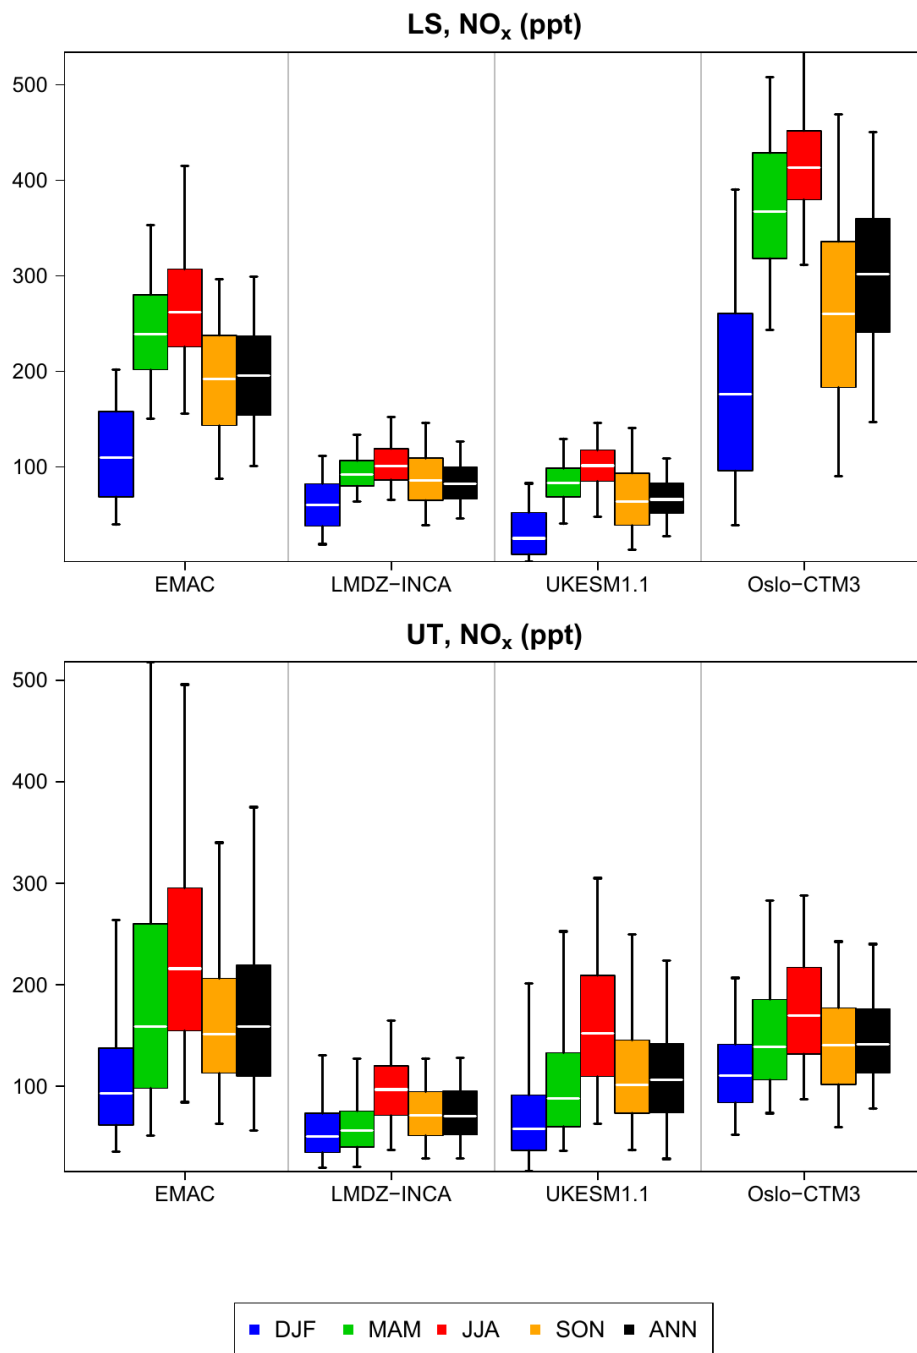 LS, NOx (ppt)
500
400
300
200
100
EMAC LMDZ−INCA UKESM1.1 Oslo−CTM3
UT, NOx (ppt)
500
400
300
200
100
EMAC LMDZ−INCA UKESM1.1 Oslo−CTM3
DJF MAM JJA SON ANN